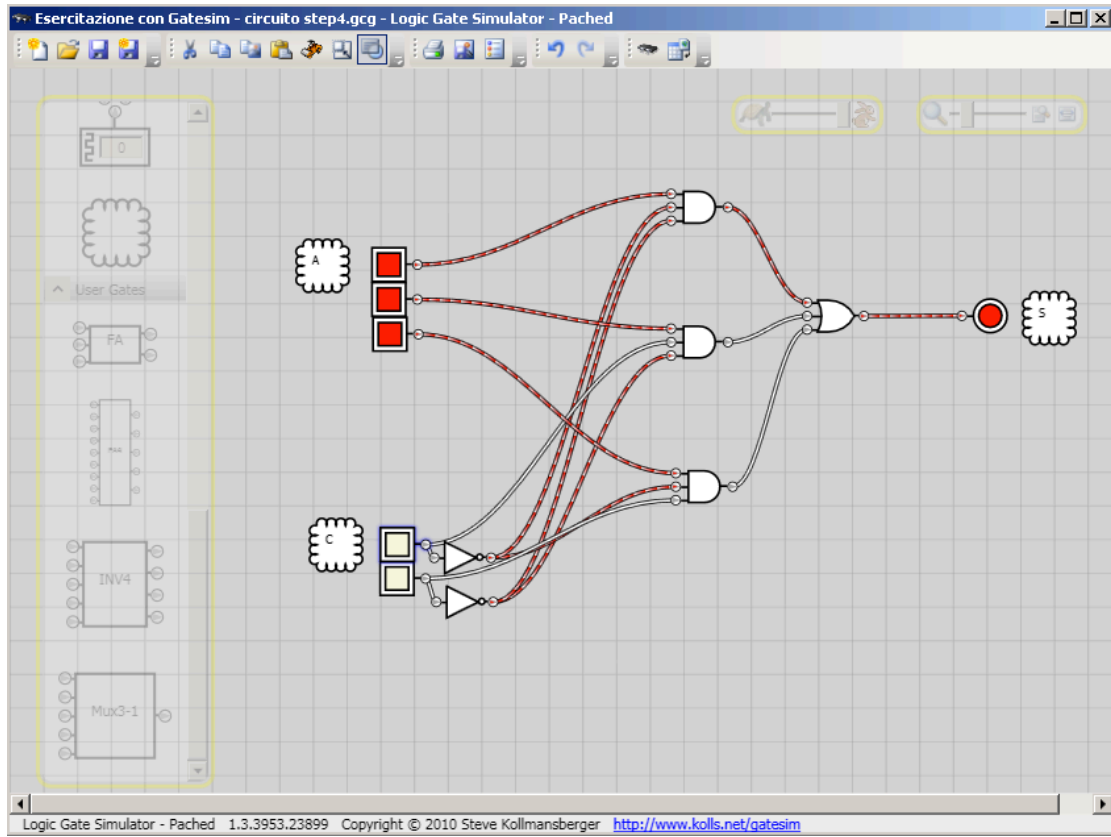 Esercitazione con Gatesim - circuito step4.gcg - Logic Gate Simulator - Pached
0
User Gates
FA
INV4
Mux3-1
A
S
C
Logic Gate Simulator - Pached 1.3.3953.23899 Copyright © 2010 Steve Kollmansberger http://www.kolls.net/gatesim